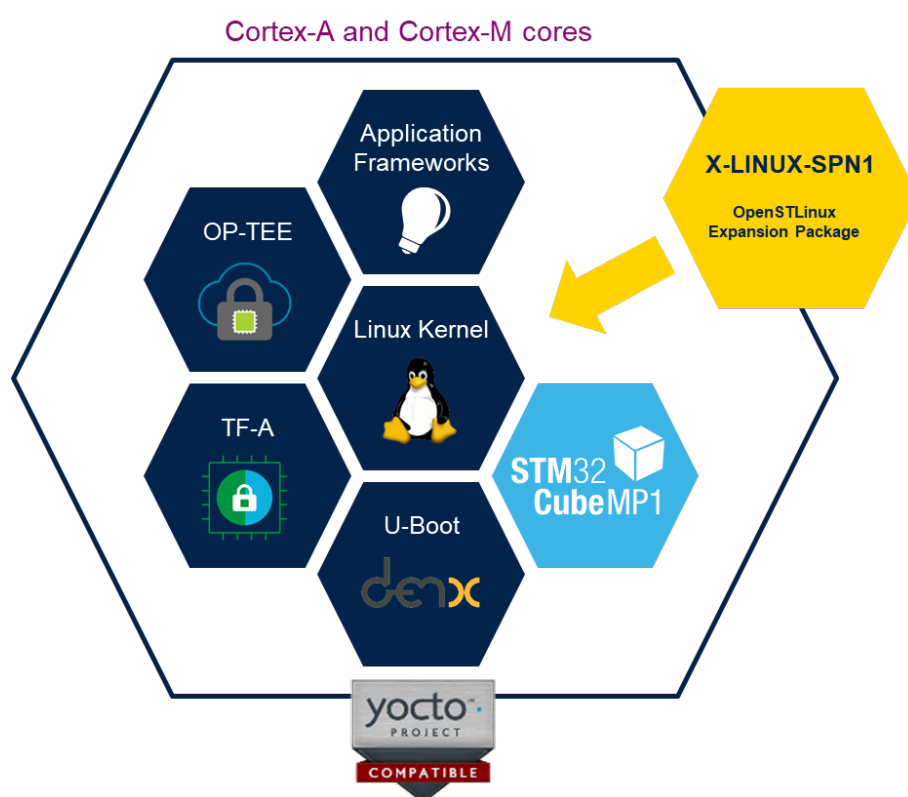 Cortex-A and Cortex-M cores
Application
Frameworks
X-LINUX-SPN1
OpenSTLinux
Expansion Package
OP-TEE
Linux Kernel
TF-A
STM32
CubeMP1
U-Boot
denx
yocto™
PROJECT
COMPATIBLE